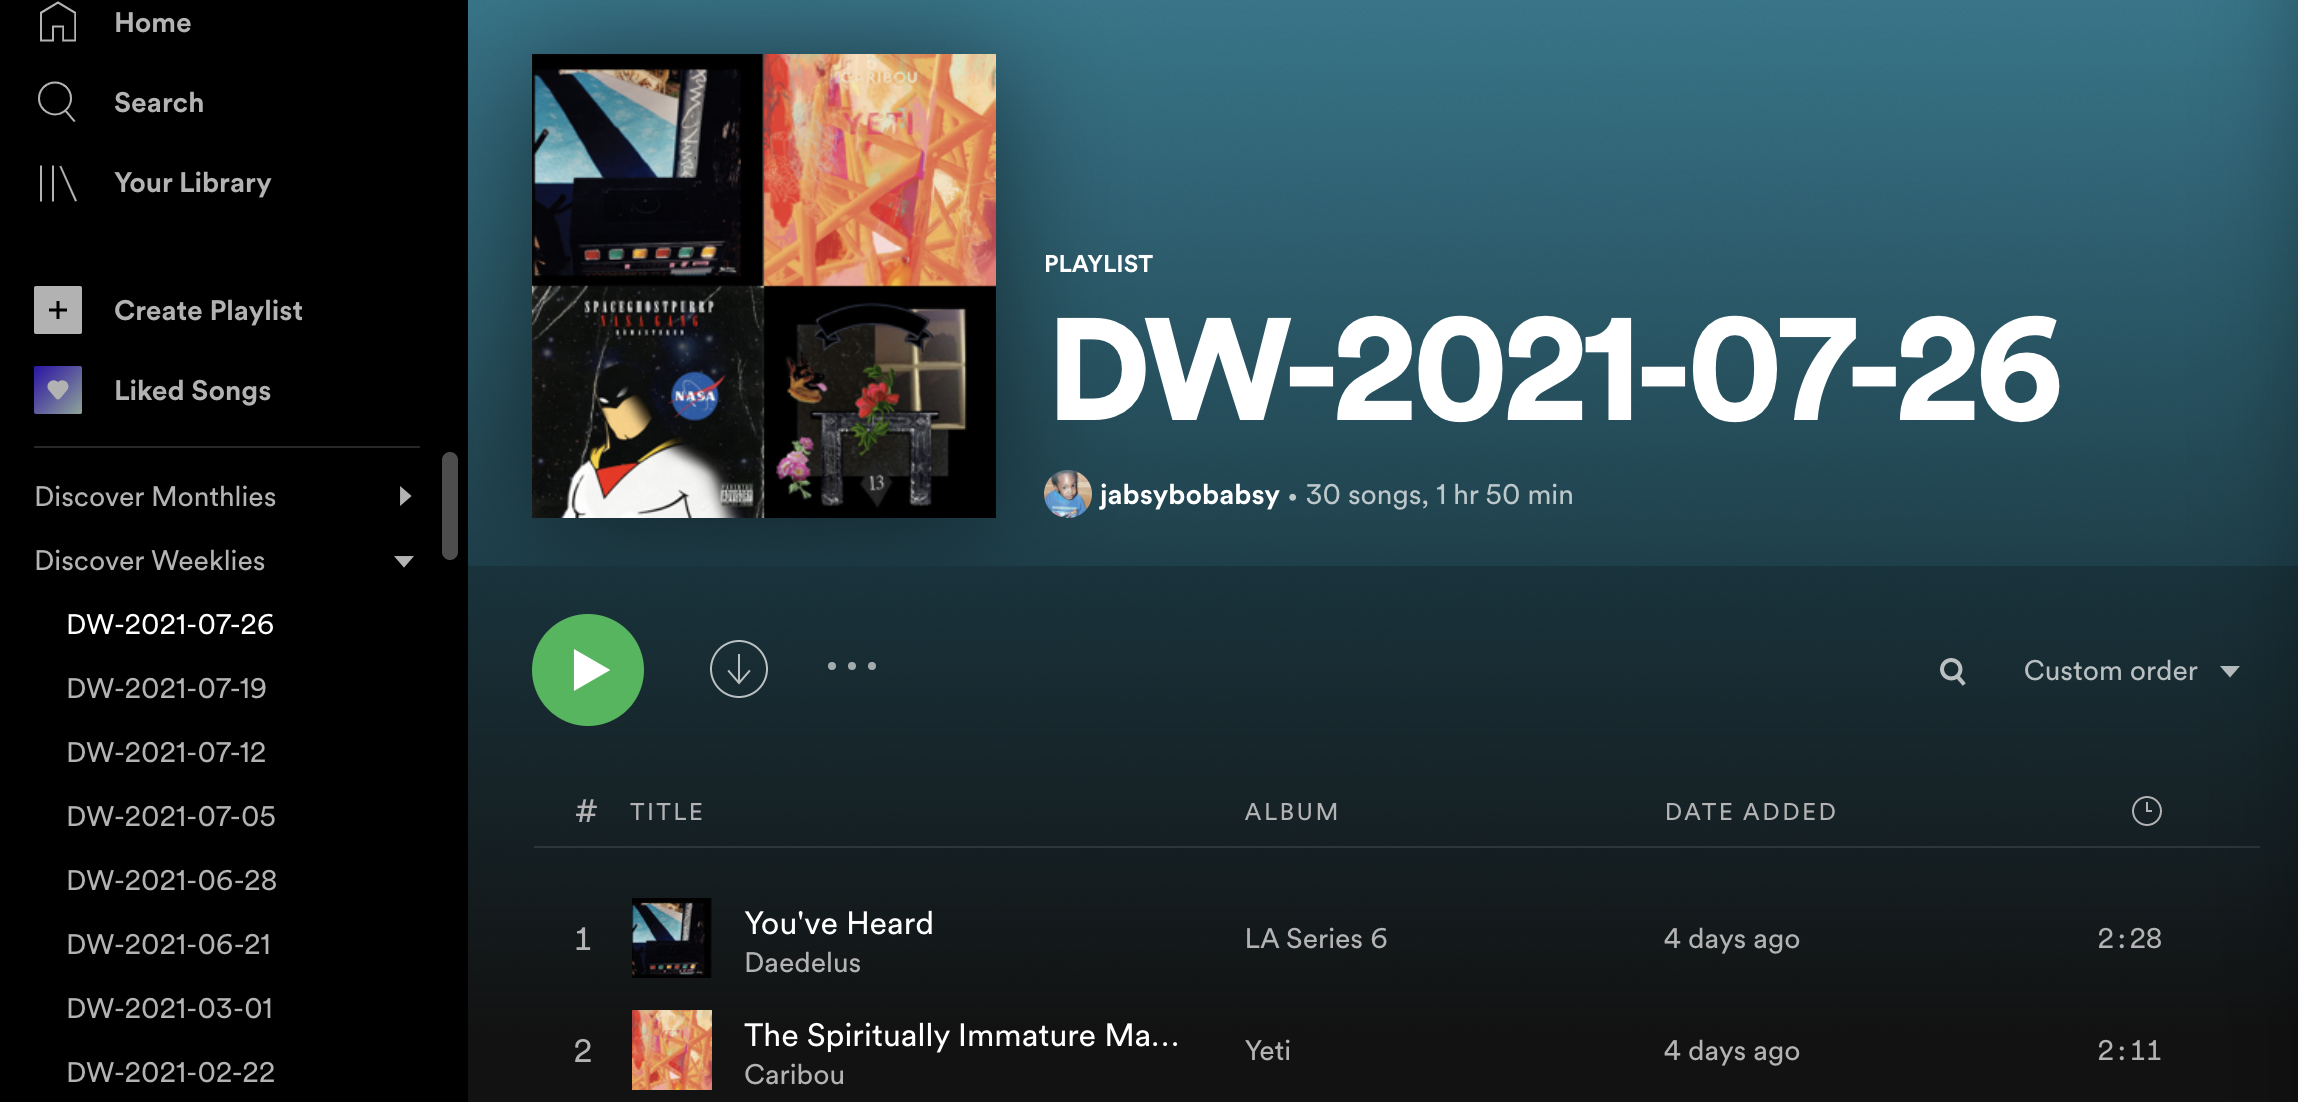 Home
Search
Your Library
Create Playlist
Liked Songs
Discover Monthlies
Discover Weeklies
DW-2021-07-26
DW-2021-07-19
DW-2021-07-12
DW-2021-07-05
DW-2021-06-28
DW-2021-06-21
DW-2021-03-01
DW-2021-02-22
CARIBOU
YETI
SPACEGHOSTPURRP
NASA GANG
REMASTERED
NASA
13
PLAYLIST
DW-2021-07-26
jabsybobabsy • 30 songs, 1 hr 50 min
Custom order
# TITLE ALBUM DATE ADDED
1 You've Heard LA Series 6 4 days ago 2:28
Daedelus
2 The Spiritually Immature Ma... Yeti 4 days ago 2:11
Caribou